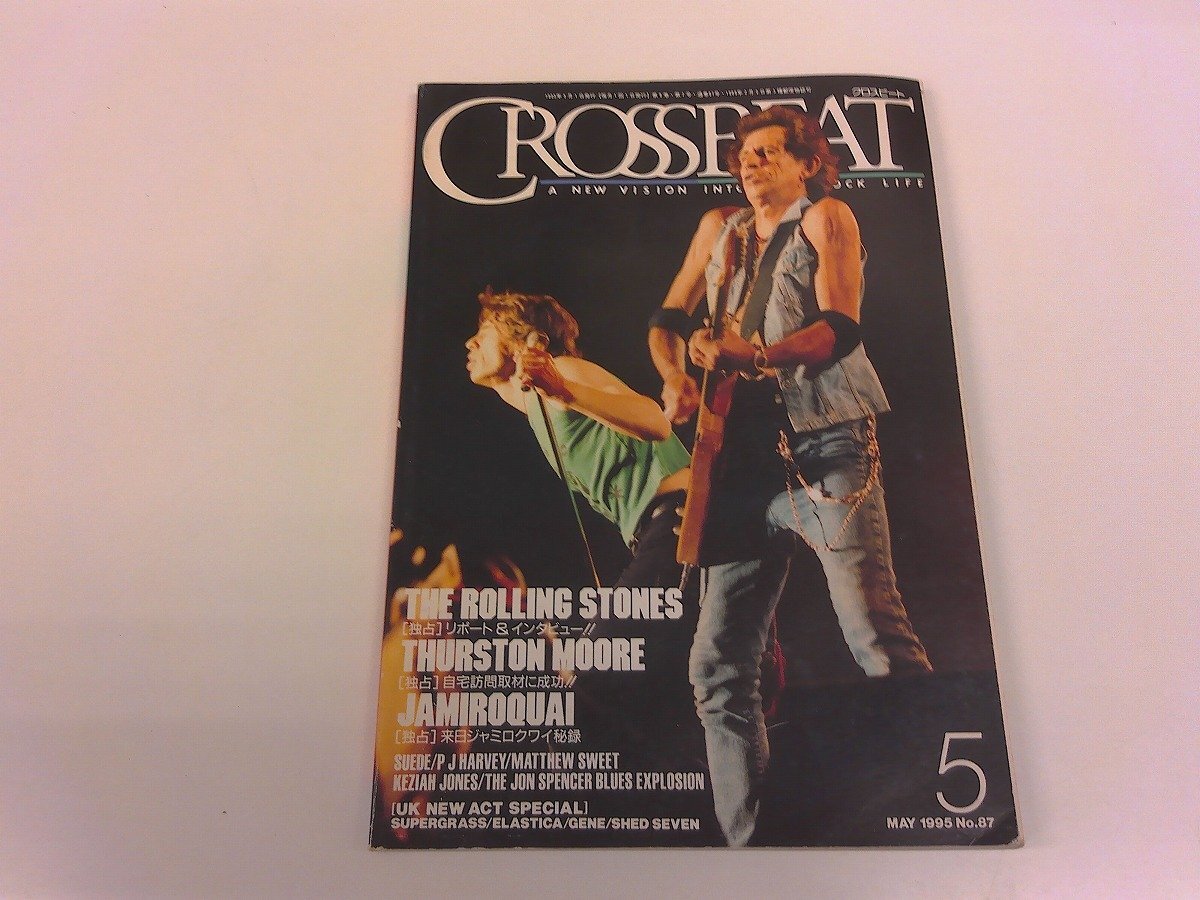 クロスビート
CROSSBEAT
A NEW VISION INTO ROCK LIFE
THE ROLLING STONES
[独占]リポート&インタビュー!!
THURSTON MOORE
[独占]自宅訪問取材に成功!!
JAMIROQUAI
[独占]来日ジャミロクワイ秘録
SUEDE/P J HARVEY/MATTHEW SWEET
KEZIAH JONES/THE JON SPENCER BLUES EXPLOSION
[UK NEW ACT SPECIAL]
SUPERGRASS/ELASTICA/GENE/SHED SEVEN
5
MAY 1995 No.87